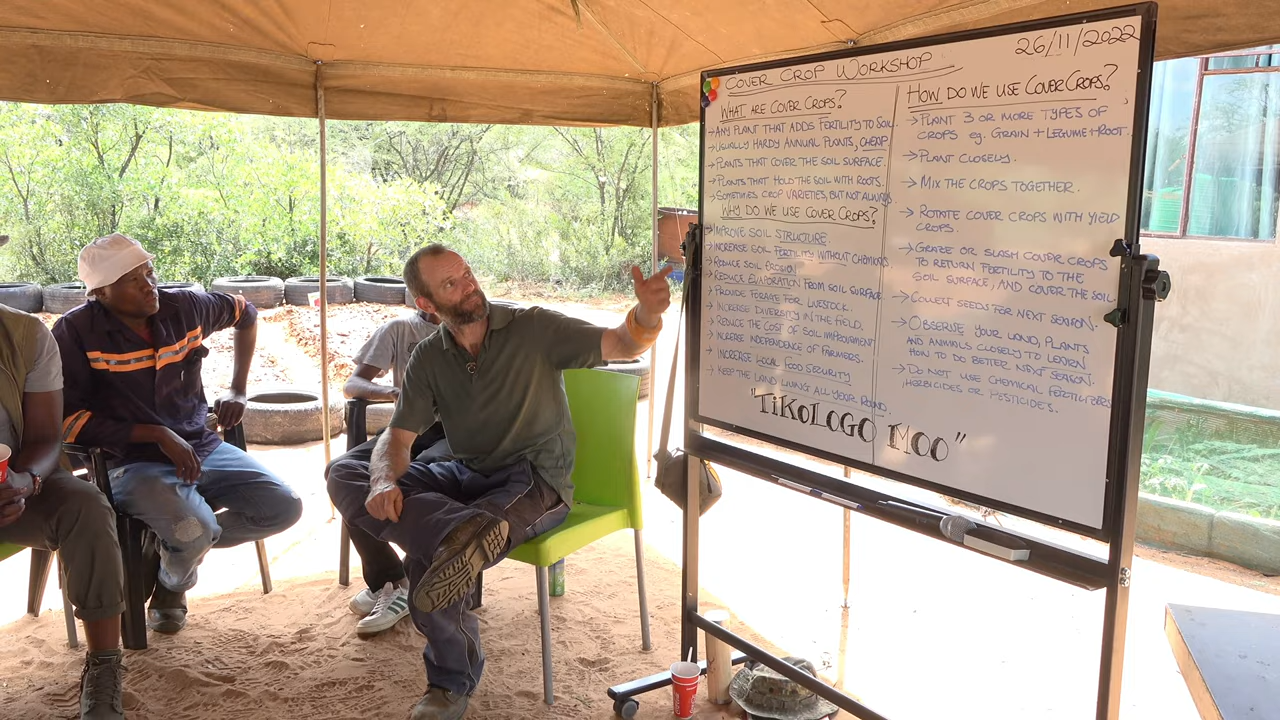 COVER CROP WORKSHOP
26/11/2022
WHAT ARE COVER CROPS?
→ANY PLANT THAT ADDS FERTILITY TO SOIL.
→USUALLY HARDY ANNUAL PLANTS, CHEAP
→PLANTS THAT COVER THE SOIL SURFACE.
→PLANTS THAT HOLD THE SOIL WITH ROOTS.
→SOMETIMES CROP VARIETIES, BUT NOT ALWAYS
WHY DO WE USE COVER CROPS?
→IMPROVE SOIL STRUCTURE.
→INCREASE SOIL FERTILITY WITHOUT CHEMICALS
→REDUCE SOIL EROSION
→REDUCE EVAPORATION FROM SOIL SURFACE
→PROVIDE FORAGE FOR LIVESTOCK.
→INCREASE DIVERSITY IN THE FIELD.
→REDUCE THE COST OF SOIL IMPROVEMENT
→INCREASE INDEPENDENCE OF FARMERS.
→INCREASE LOCAL FOOD SECURITY
→KEEP THE LAND LIVING ALL YEAR ROUND.
HOW DO WE USE COVER CROPS?
→PLANT 3 OR MORE TYPES OF
CROPS eg. GRAIN + LEGUME + ROOT.
→PLANT CLOSELY.
→MIX THE CROPS TOGETHER.
→ROTATE COVER CROPS WITH YIELD
CROPS.
→GRAZE OR SLASH COVER CROPS
TO RETURN FERTILITY TO THE
SOIL SURFACE, AND COVER THE SOIL
→COLLECT SEEDS FOR NEXT SEASON.
→OBSERVE YOUR LAND, PLANTS
AND ANIMALS CLOSELY TO LEARN
HOW TO DO BETTER NEXT SEASON.
→DO NOT USE CHEMICAL FERTILIZERS
HERBICIDES OR PESTICIDES.
"TIKOLOGO MOO"